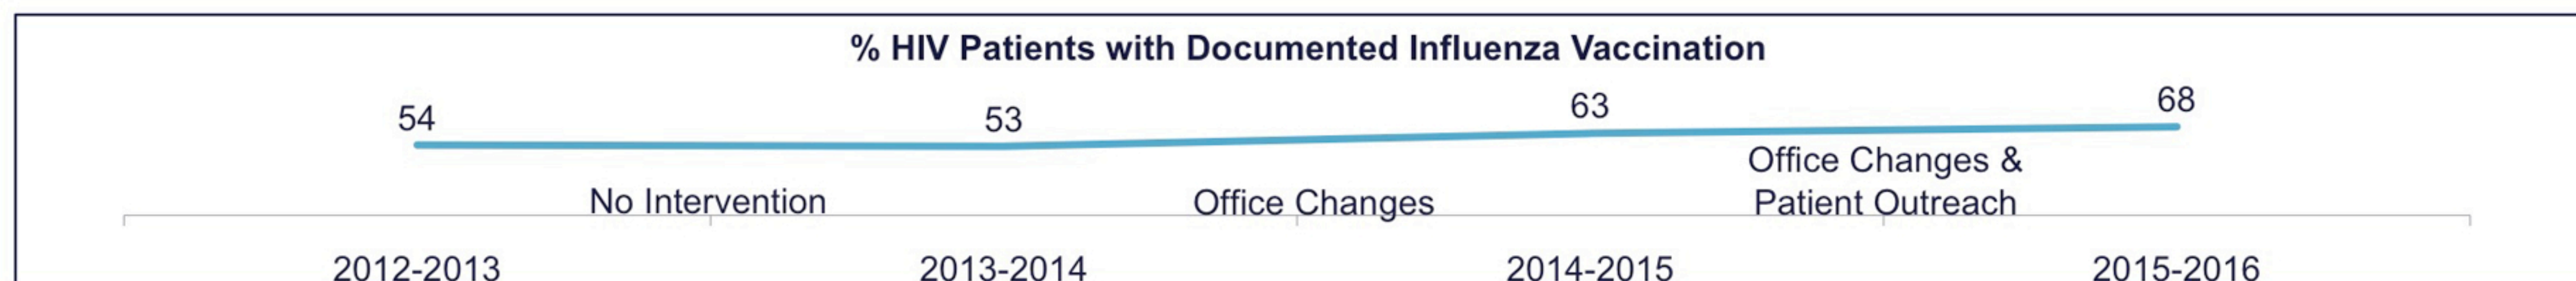 % HIV Patients with Documented Influenza Vaccination
54
53
63
68
No Intervention
Office Changes
Office Changes &
Patient Outreach
2012-2013
2013-2014
2014-2015
2015-2016